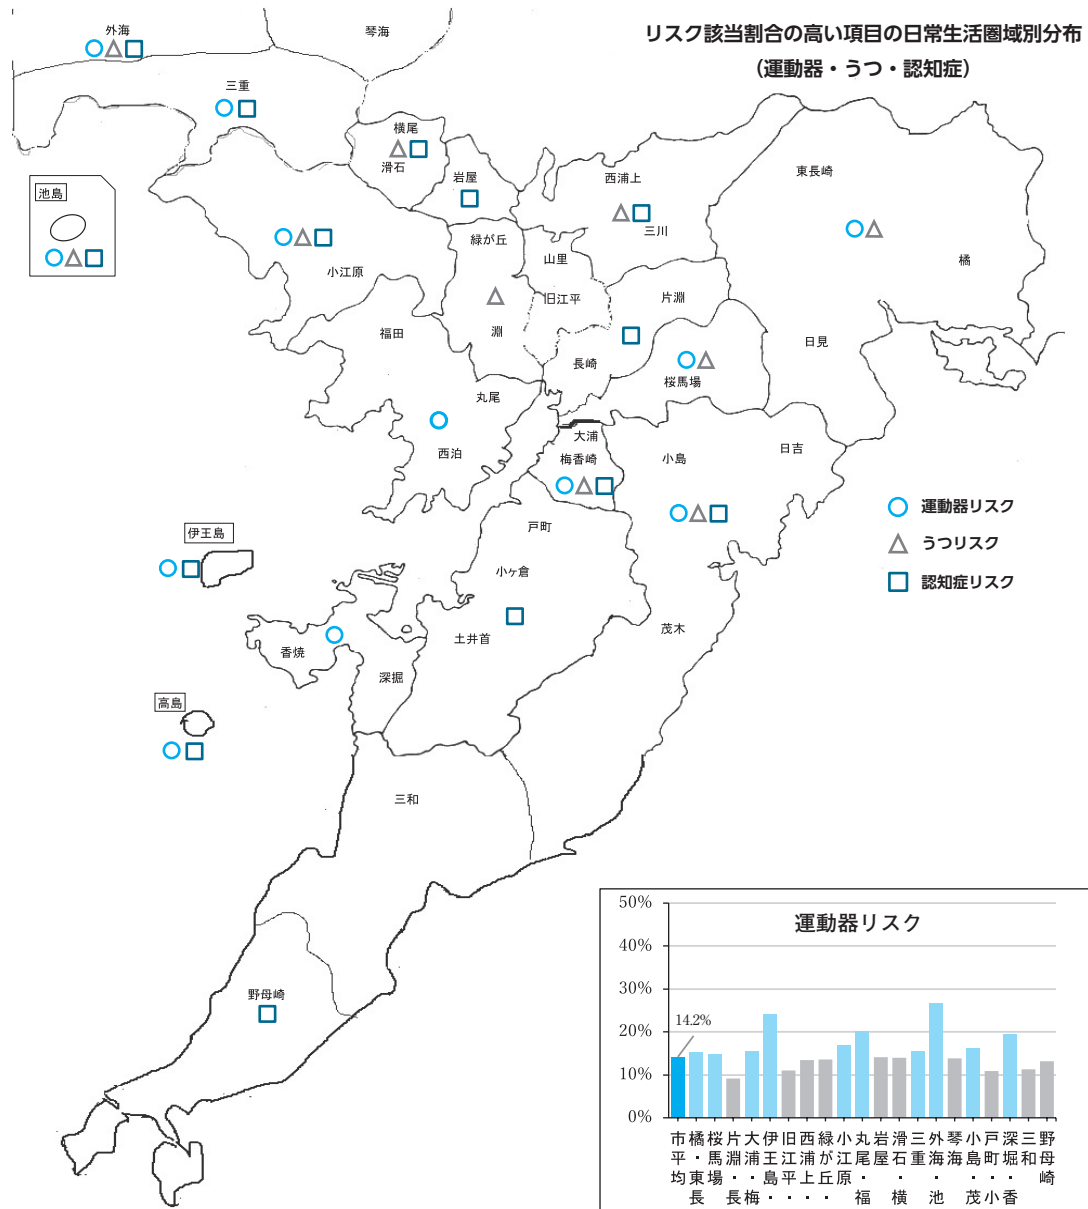 リスク該当割合の高い項目の日常生活圏域別分布
(運動器・うつ・認知症)
外海
琴海
三重
横尾
滑石
岩屋
西浦上
三川
東長崎
橘
池島
緑が丘
山里
小江原
旧江平
片淵
福田
淵
日見
長崎
桜馬場
丸尾
西泊
大浦
梅香崎
小島
日吉
運動器リスク
うつリスク
認知症リスク
戸町
伊王島
小ヶ倉
土井首
茂木
香焼
深掘
高島
三和
野母崎
運動器リスク
50%
40%
30%
20%
10%
0%
14.2%
市平均
橘・東長
桜馬場
片淵・長
大浦・梅
伊王島・
旧江平・
西浦上・
緑が丘・
小江原
丸尾・福
岩屋
滑石・横
三重
外海・池
琴海
小島・茂
戸町・小
深堀・香
三和
野母崎